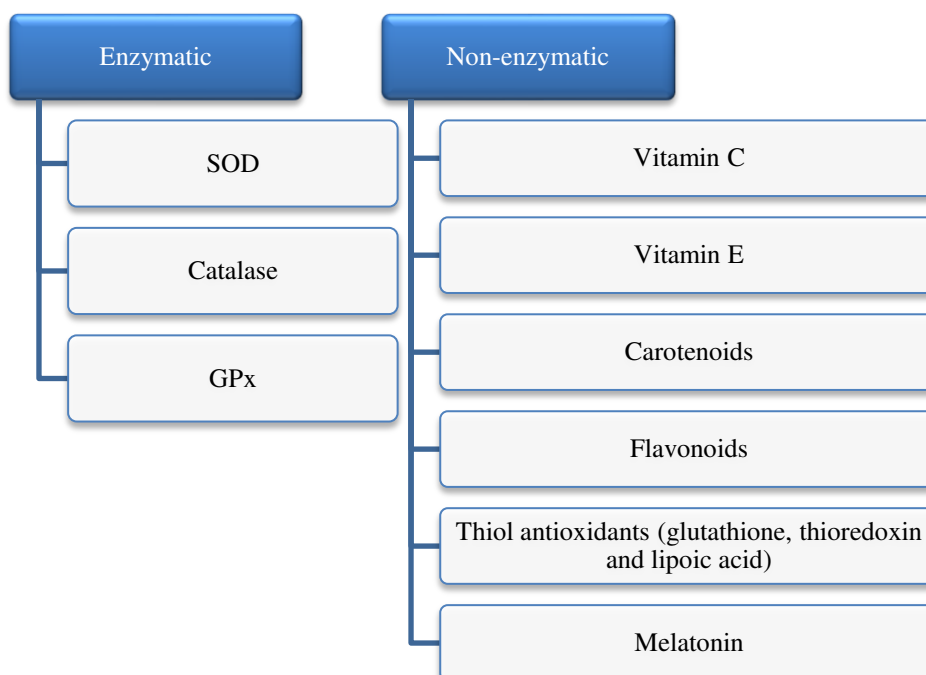 Enzymatic
SOD
Catalase
GPx
Non-enzymatic
Vitamin C
Vitamin E
Carotenoids
Flavonoids
Thiol antioxidants (glutathione, thioredoxin
and lipoic acid)
Melatonin